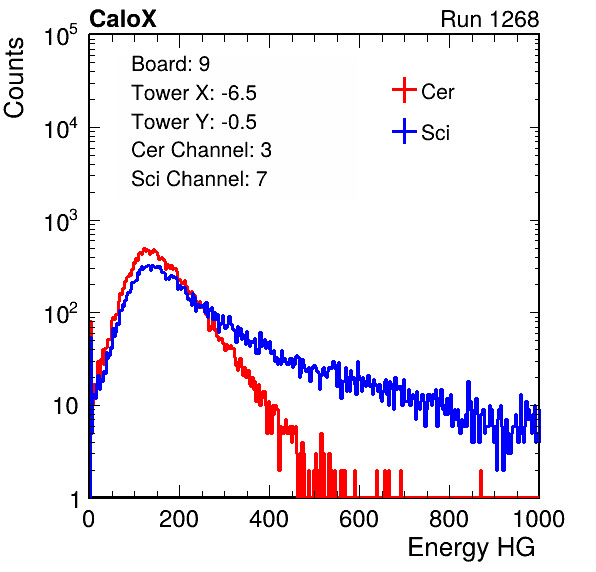 CaloX Run 1268
Counts
10^5
10^4
10^3
10^2
10
1
Board: 9
Tower X: -6.5
Tower Y: -0.5
Cer Channel: 3
Sci Channel: 7
Cer
Sci
0 200 400 600 800 1000
Energy HG